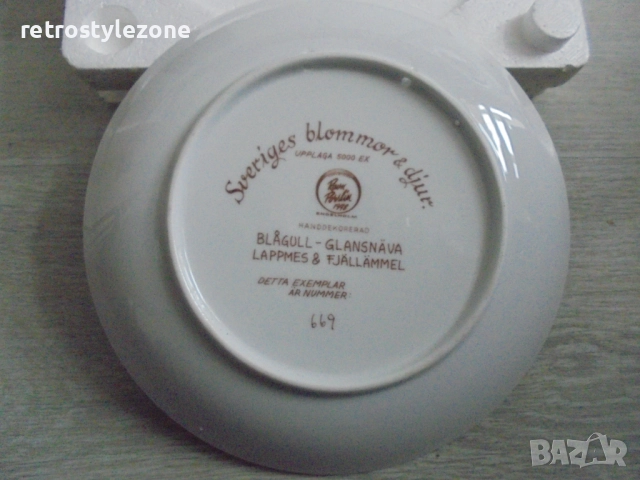 retrostylezone
Sveriges blommor & djur.
UPPLAGA 5000 EX
HANDDEKORERAD
BLÅGULL - GLANSNÄVA
LAPPMES & FJÄLLÄMMEL
DETTA EXEMPLAR
ÄR NUMMER:
669
BAZAR